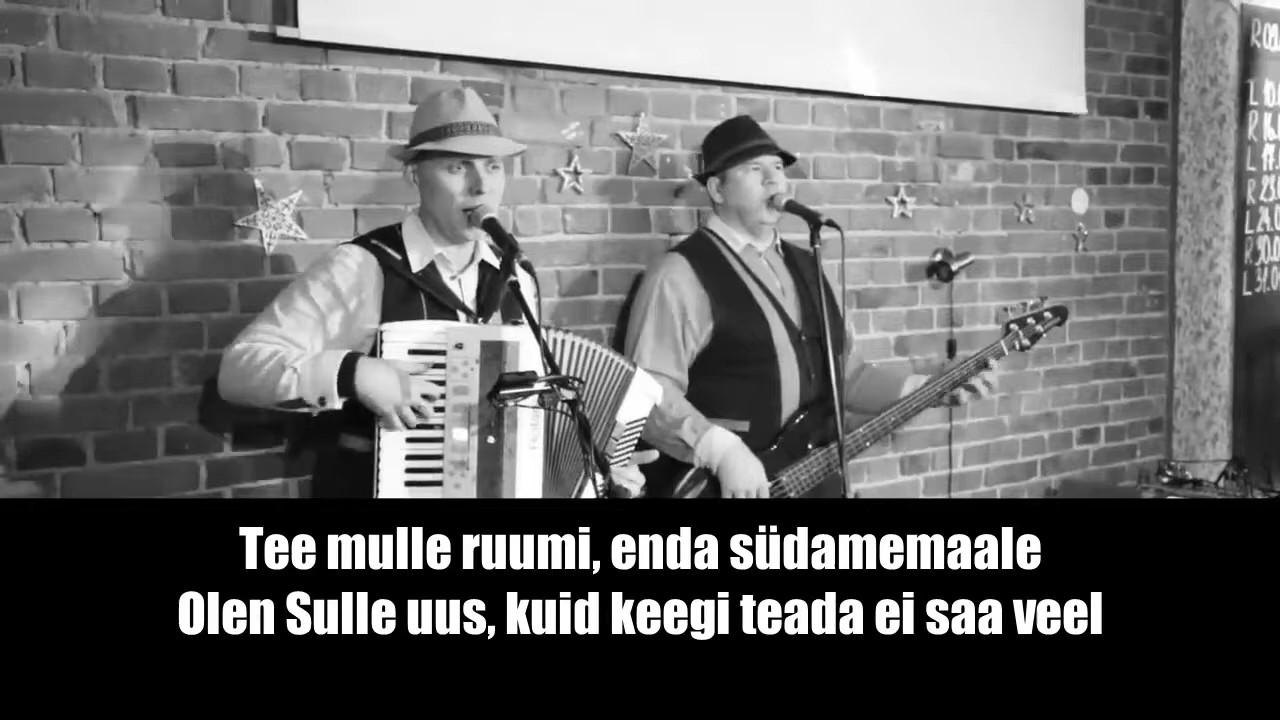 Tee mulle ruumi, enda südamemaale
Olen Sulle uus, kuid keegi teada ei saa veel